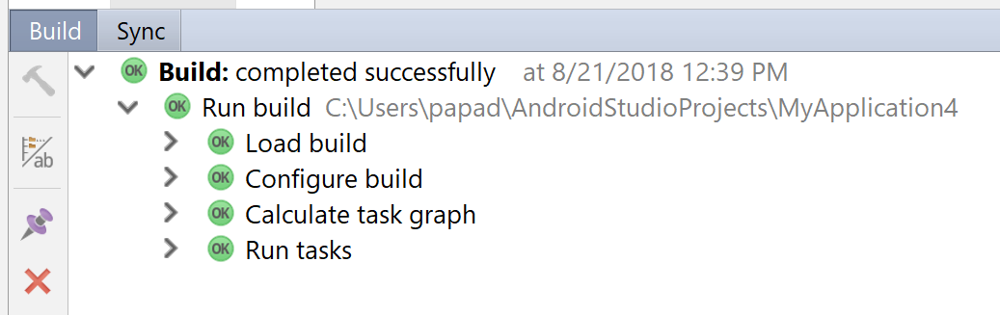 Build Sync
OK Build: completed successfully at 8/21/2018 12:39 PM
OK Run build C:\Users\papad\AndroidStudioProjects\MyApplication4
OK Load build
ab OK Configure build
OK Calculate task graph
OK Run tasks